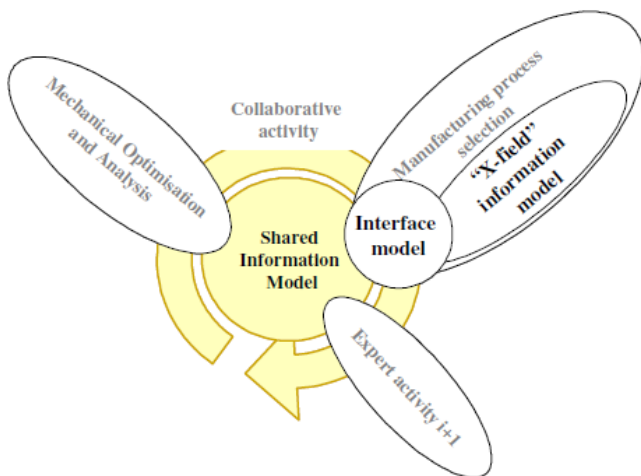 Mechanical Optimisation
and Analysis
Collaborative
activity
Manufacturing process
selection
“X-field”
information
model
Interface
model
Shared
Information
Model
Expert activity i+1